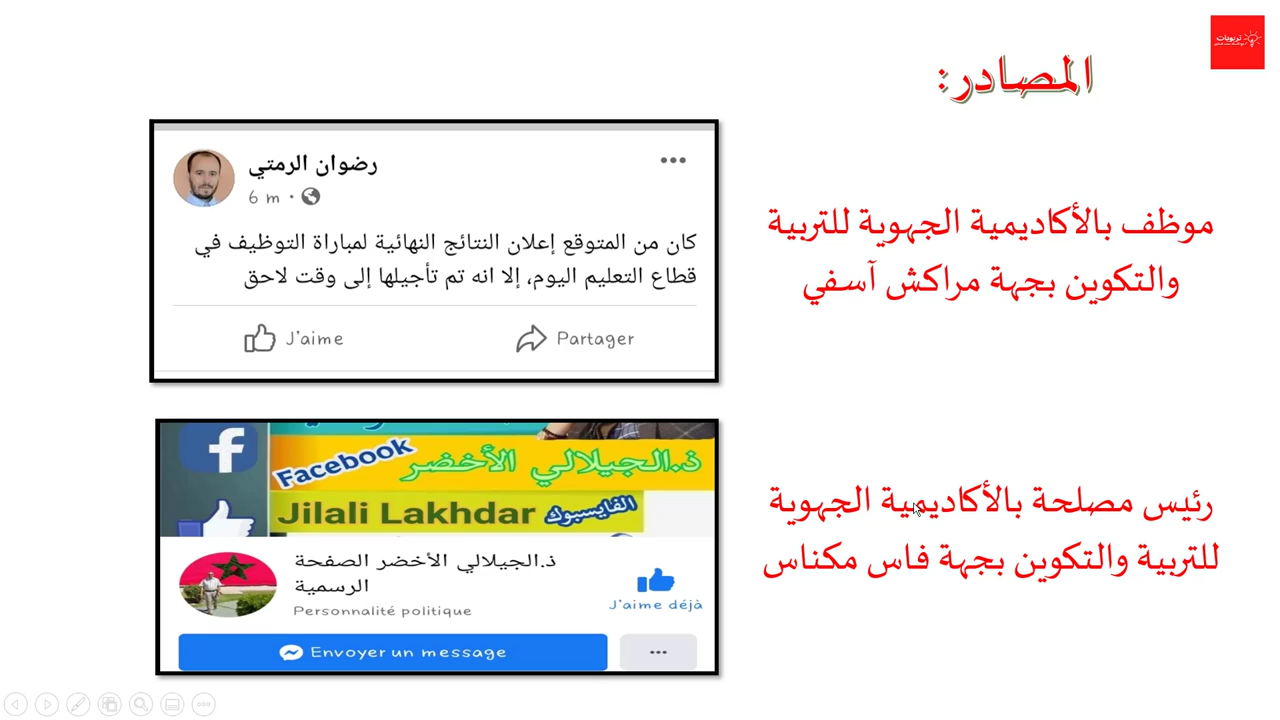 تربويات
المصادر:
رضوان الرمتي
6 m
كان من المتوقع إعلان النتائج النهائية لمباراة التوظيف في
قطاع التعليم اليوم، إلا انه تم تأجيلها إلى وقت لاحق
J'aime
Partager
موظف بالأكاديمية الجهوية للتربية
والتكوين بجهة مراكش آسفي
Facebook
ذ.الجيلالي الأخضر
Jilali Lakhdar الفايسبوك
ذ.الجيلالي الأخضر الصفحة
الرسمية
Personnalité politique
J'aime déjà
Envoyer un message
رئيس مصلحة بالأكاديمية الجهوية
للتربية والتكوين بجهة فاس مكناس